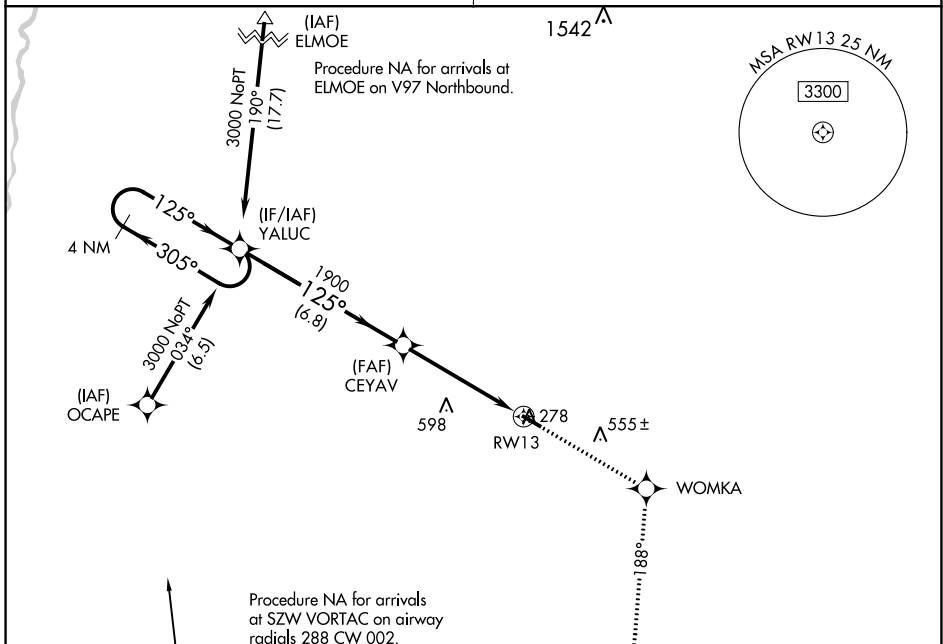 (IAF)
ELMOE
1542
Procedure NA for arrivals at
ELMOE on V97 Northbound.
MSA RW13 25 NM
3300
3000 NoPT
190°
(17.7)
125°
(IF/IAF)
YALUC
4 NM
305°
1900
125°
(6.8)
3000 NoPT
034°
(6.5)
(IAF)
OCAPE
(FAF)
CEYAV
598
278
RW13
555±
WOMKA
188°
Procedure NA for arrivals
at SZW VORTAC on airway
radials 288 CW 002.